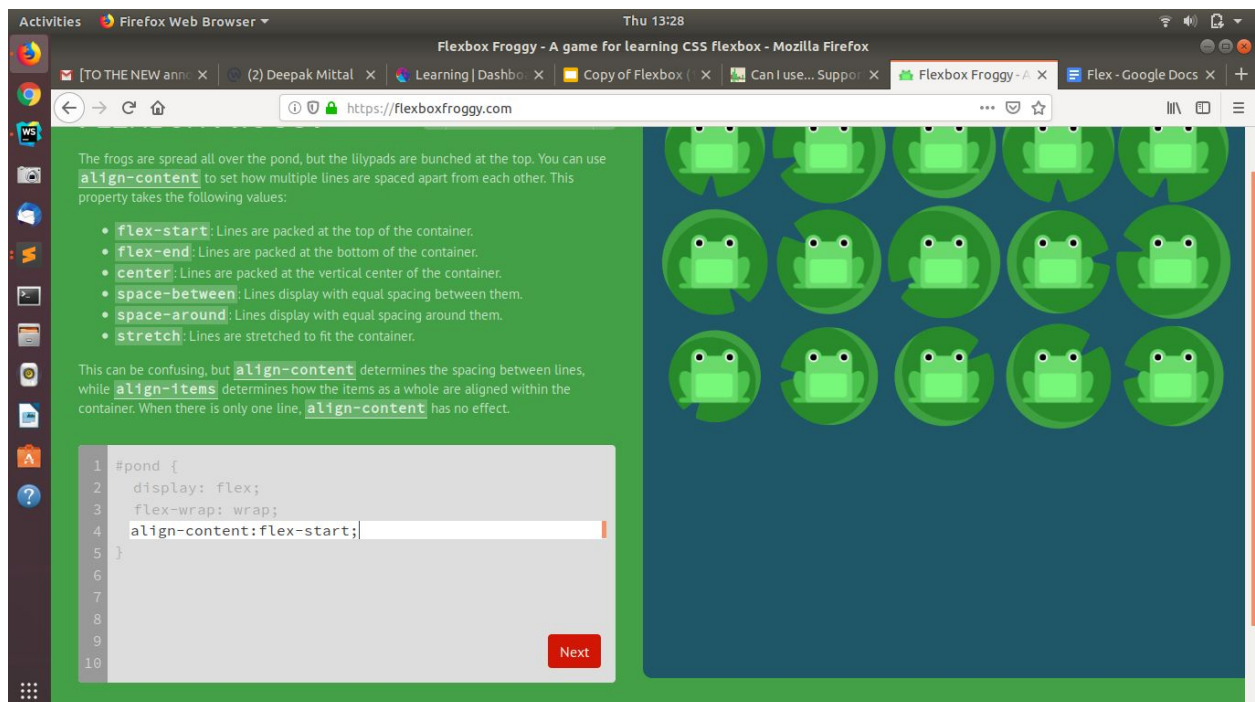 Activities Firefox Web Browser Thu 13:28
Flexbox Froggy - A game for learning CSS flexbox - Mozilla Firefox
[TO THE NEW anno (2) Deepak Mittal Learning | Dashbo Copy of Flexbox ( Can I use... Suppor Flexbox Froggy - A Flex - Google Docs
https://flexboxfroggy.com
WS
The frogs are spread all over the pond, but the lilypads are bunched at the top. You can use
align-content to set how multiple lines are spaced apart from each other. This
property takes the following values:
• flex-start: Lines are packed at the top of the container.
• flex-end: Lines are packed at the bottom of the container.
• center: Lines are packed at the vertical center of the container.
• space-between: Lines display with equal spacing between them.
• space-around: Lines display with equal spacing around them.
• stretch: Lines are stretched to fit the container.
This can be confusing, but align-content determines the spacing between lines,
while align-items determines how the items as a whole are aligned within the
container. When there is only one line, align-content has no effect.
1 #pond {
2 display: flex;
3 flex-wrap: wrap;
4 align-content:flex-start;
5 }
6
7
8
9
10
Next